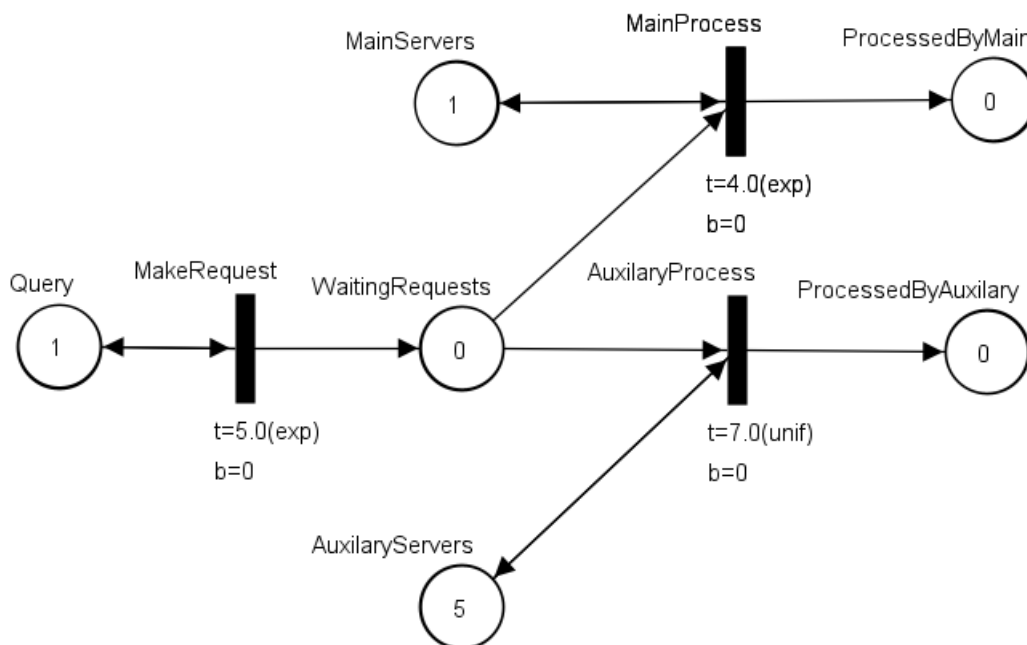 MainProcess
MainServers
ProcessedByMain
1
0
t=4.0(exp)
b=0
Query
MakeRequest
WaitingRequests
AuxilaryProcess
ProcessedByAuxilary
1
0
0
t=5.0(exp)
b=0
t=7.0(unif)
b=0
AuxilaryServers
5